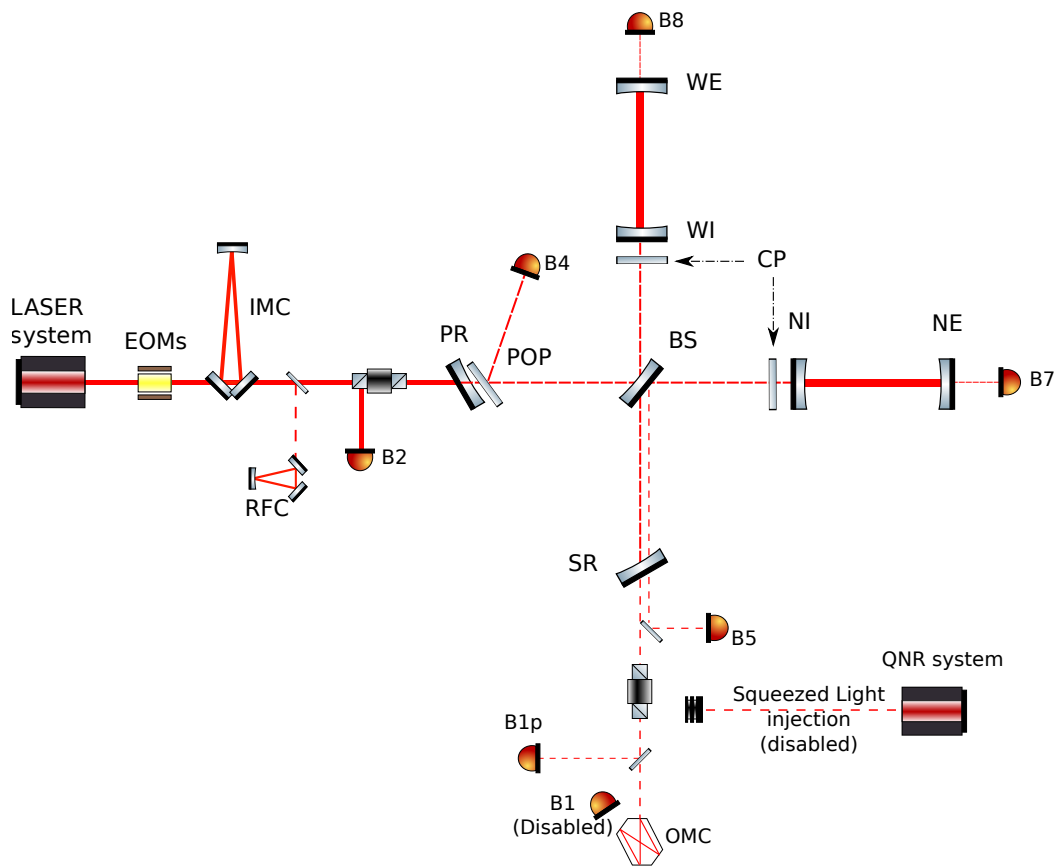 B8
WE
WI
CP
B4
LASER
system
IMC
EOMs
PR
POP
BS
NI
NE
B7
B2
RFC
SR
B5
QNR system
Squeezed Light
injection
(disabled)
B1p
B1
(Disabled)
OMC